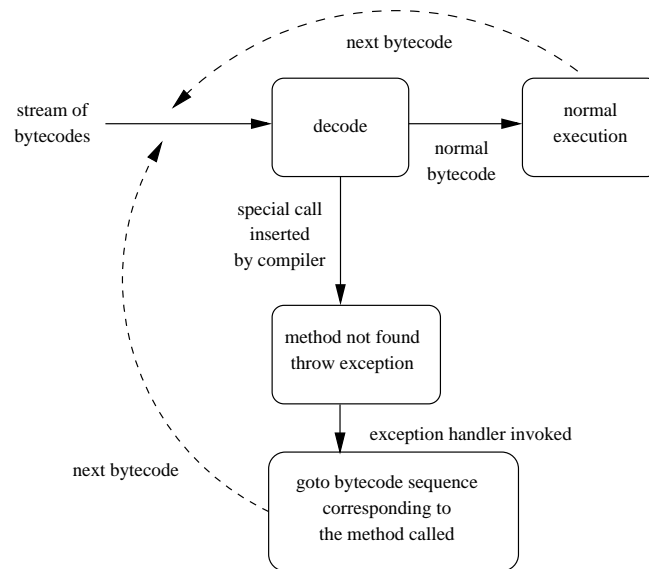 next bytecode
stream of
bytecodes
decode
normal
execution
normal
bytecode
special call
inserted
by compiler
method not found
throw exception
exception handler invoked
next bytecode
goto bytecode sequence
corresponding to
the method called